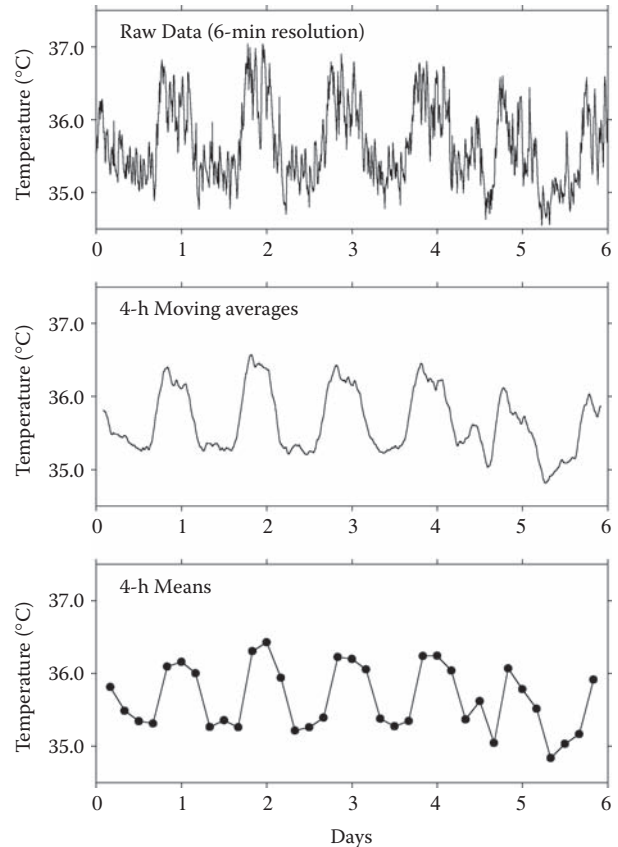 Raw Data (6-min resolution)
Temperature (°C)
37.0
36.0
35.0
0 1 2 3 4 5 6
4-h Moving averages
Temperature (°C)
37.0
36.0
35.0
0 1 2 3 4 5 6
4-h Means
Temperature (°C)
37.0
36.0
35.0
0 1 2 3 4 5 6
Days